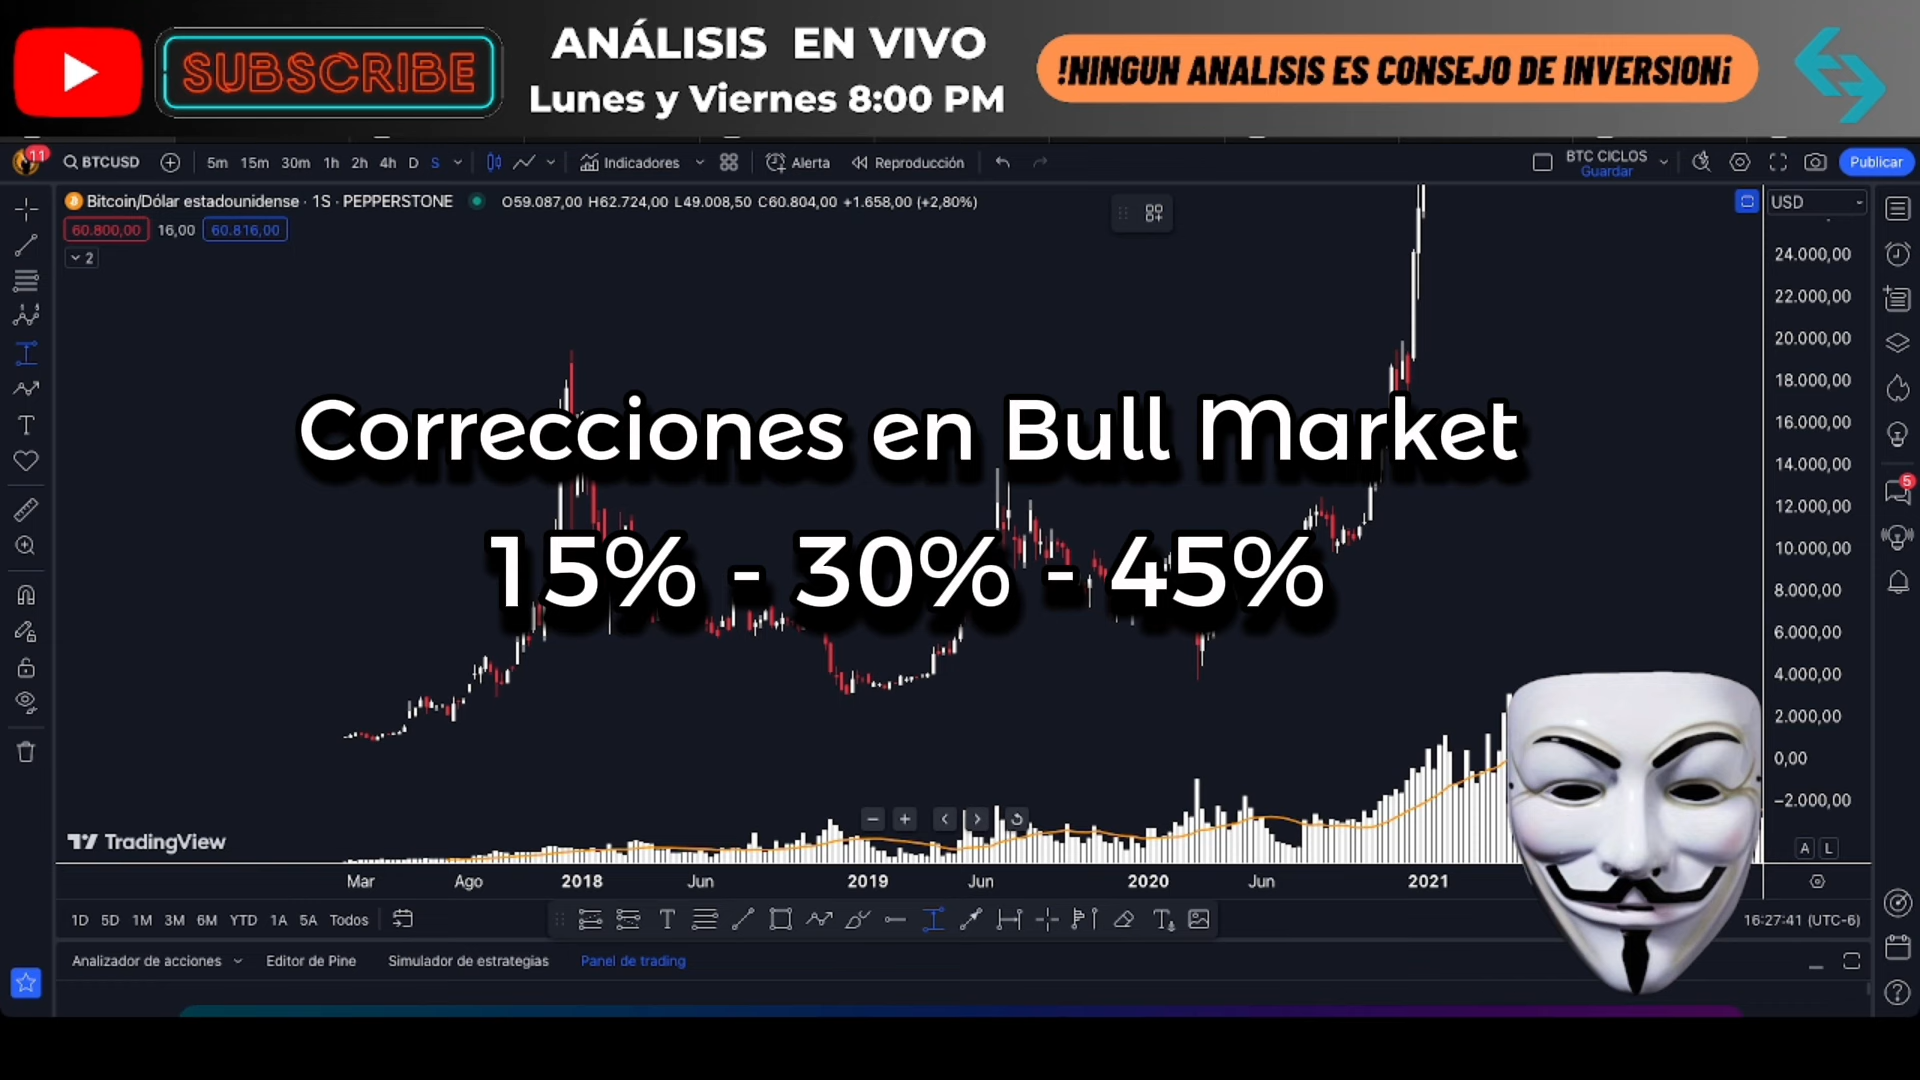 SUBSCRIBE
ANÁLISIS EN VIVO
Lunes y Viernes 8:00 PM
!NINGUN ANALISIS ES CONSEJO DE INVERSION¡
11
BTCUSD
5m 15m 30m 1h 2h 4h D S
Indicadores
Alerta
Reproducción
BTC CICLOS
Guardar
Publicar
Bitcoin/Dólar estadounidense · 1S · PEPPERSTONE
O59.087,00 H62.724,00 L49.008,50 C60.804,00 +1.658,00 (+2,80%)
USD
60.800,00 16,00 60.816,00
2
24.000,00
22.000,00
20.000,00
18.000,00
16.000,00
14.000,00
12.000,00
10.000,00
8.000,00
6.000,00
4.000,00
2.000,00
0,00
−2.000,00
Correcciones en Bull Market
15% - 30% - 45%
5
TradingView
A L
Mar Ago 2018 Jun 2019 Jun 2020 Jun 2021
1D 5D 1M 3M 6M YTD 1A 5A Todos
16:27:41 (UTC-6)
Analizador de acciones Editor de Pine Simulador de estrategias Panel de trading